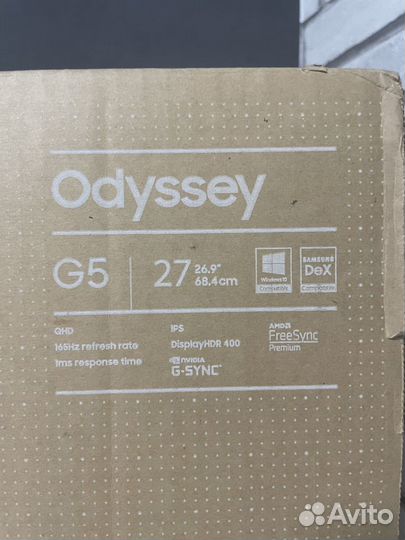 Odyssey
G5
27
26.9"
68.4cm
Windows 10
Compatible
SAMSUNG
DeX
Compatible
QHD
165Hz refresh rate
1ms response time
IPS
DisplayHDR 400
NVIDIA
G-SYNC
AMD
FreeSync
Premium
Avito